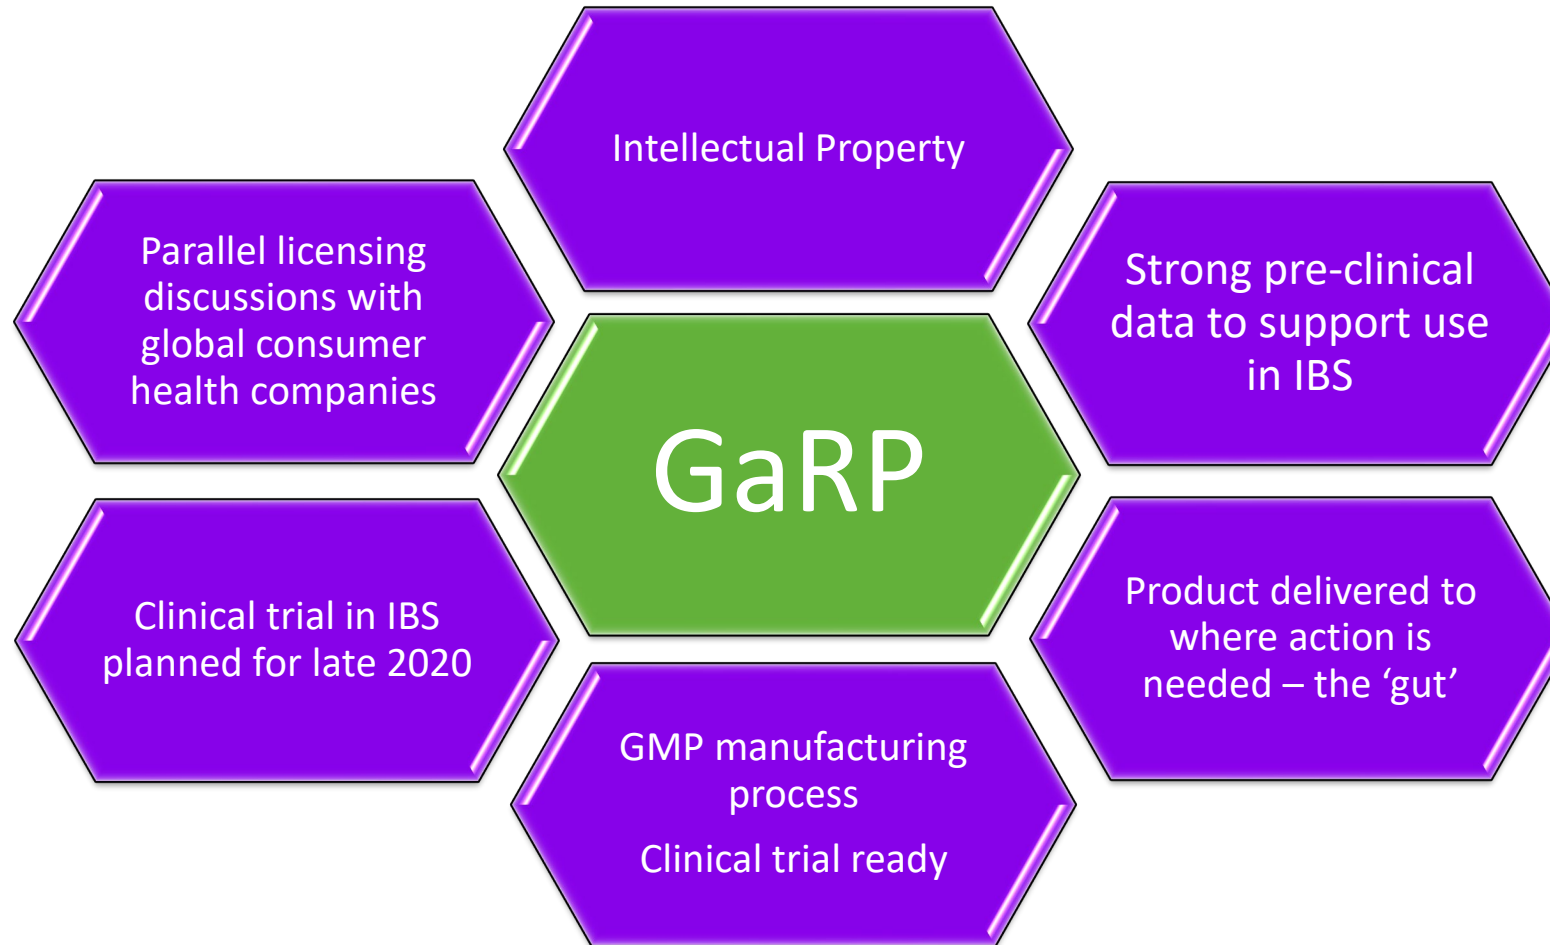 Intellectual Property
Parallel licensing
discussions with
global consumer
health companies
Strong pre-clinical
data to support use
in IBS
GaRP
Clinical trial in IBS
planned for late 2020
Product delivered to
where action is
needed – the ‘gut’
GMP manufacturing
process
Clinical trial ready